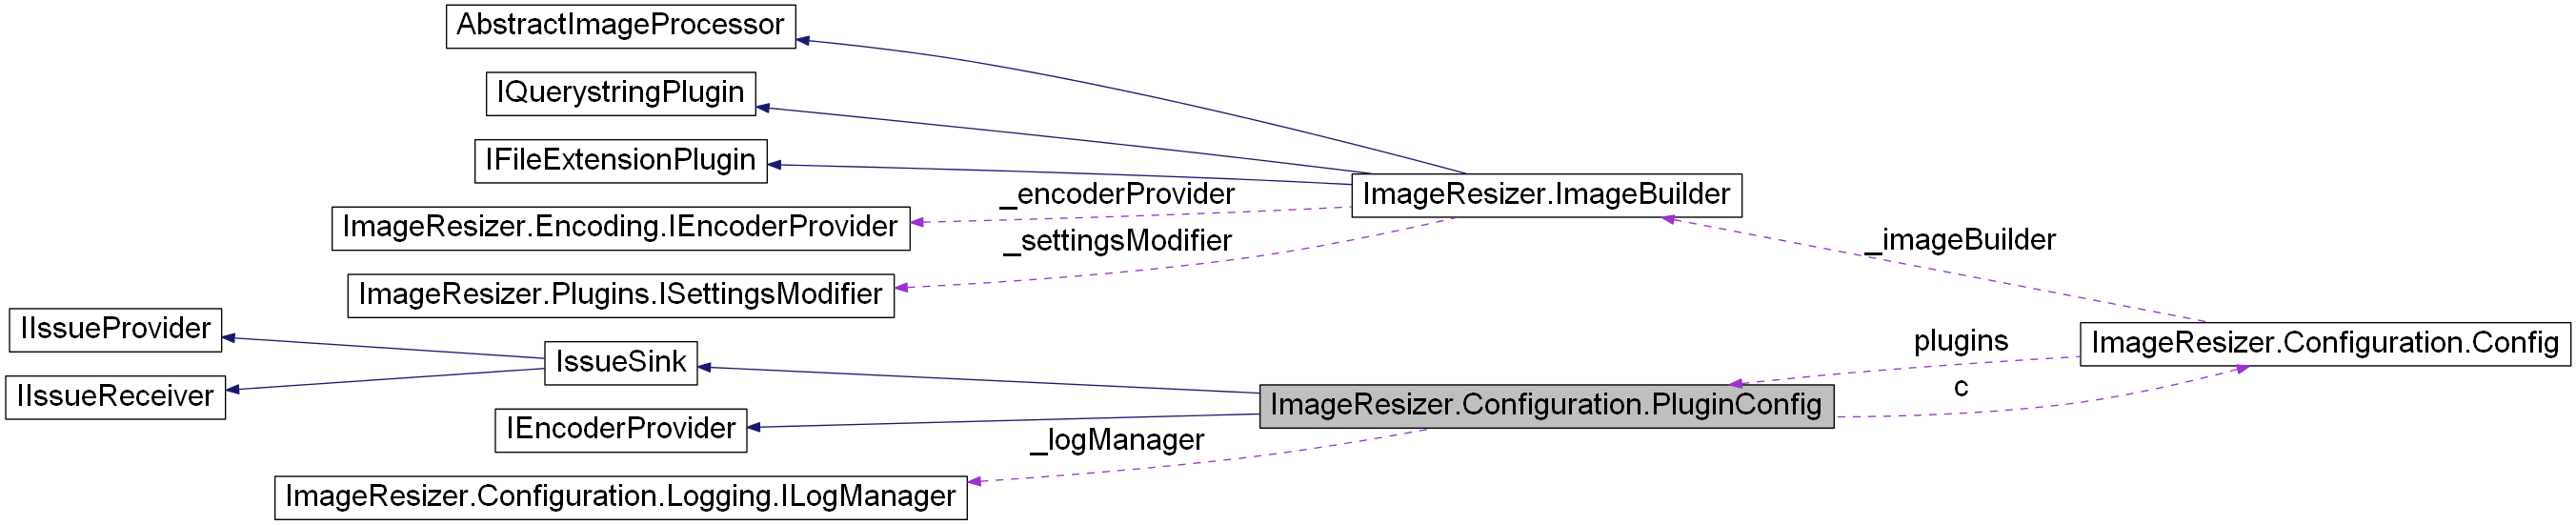 AbstractImageProcessor
IQuerystringPlugin
IFileExtensionPlugin
_encoderProvider
ImageResizer.ImageBuilder
ImageResizer.Encoding.IEncoderProvider
_settingsModifier
_imageBuilder
ImageResizer.Plugins.ISettingsModifier
IIssueProvider
plugins
ImageResizer.Configuration.Config
IssueSink
IIssueReceiver
c
ImageResizer.Configuration.PluginConfig
IEncoderProvider
_logManager
ImageResizer.Configuration.Logging.ILogManager